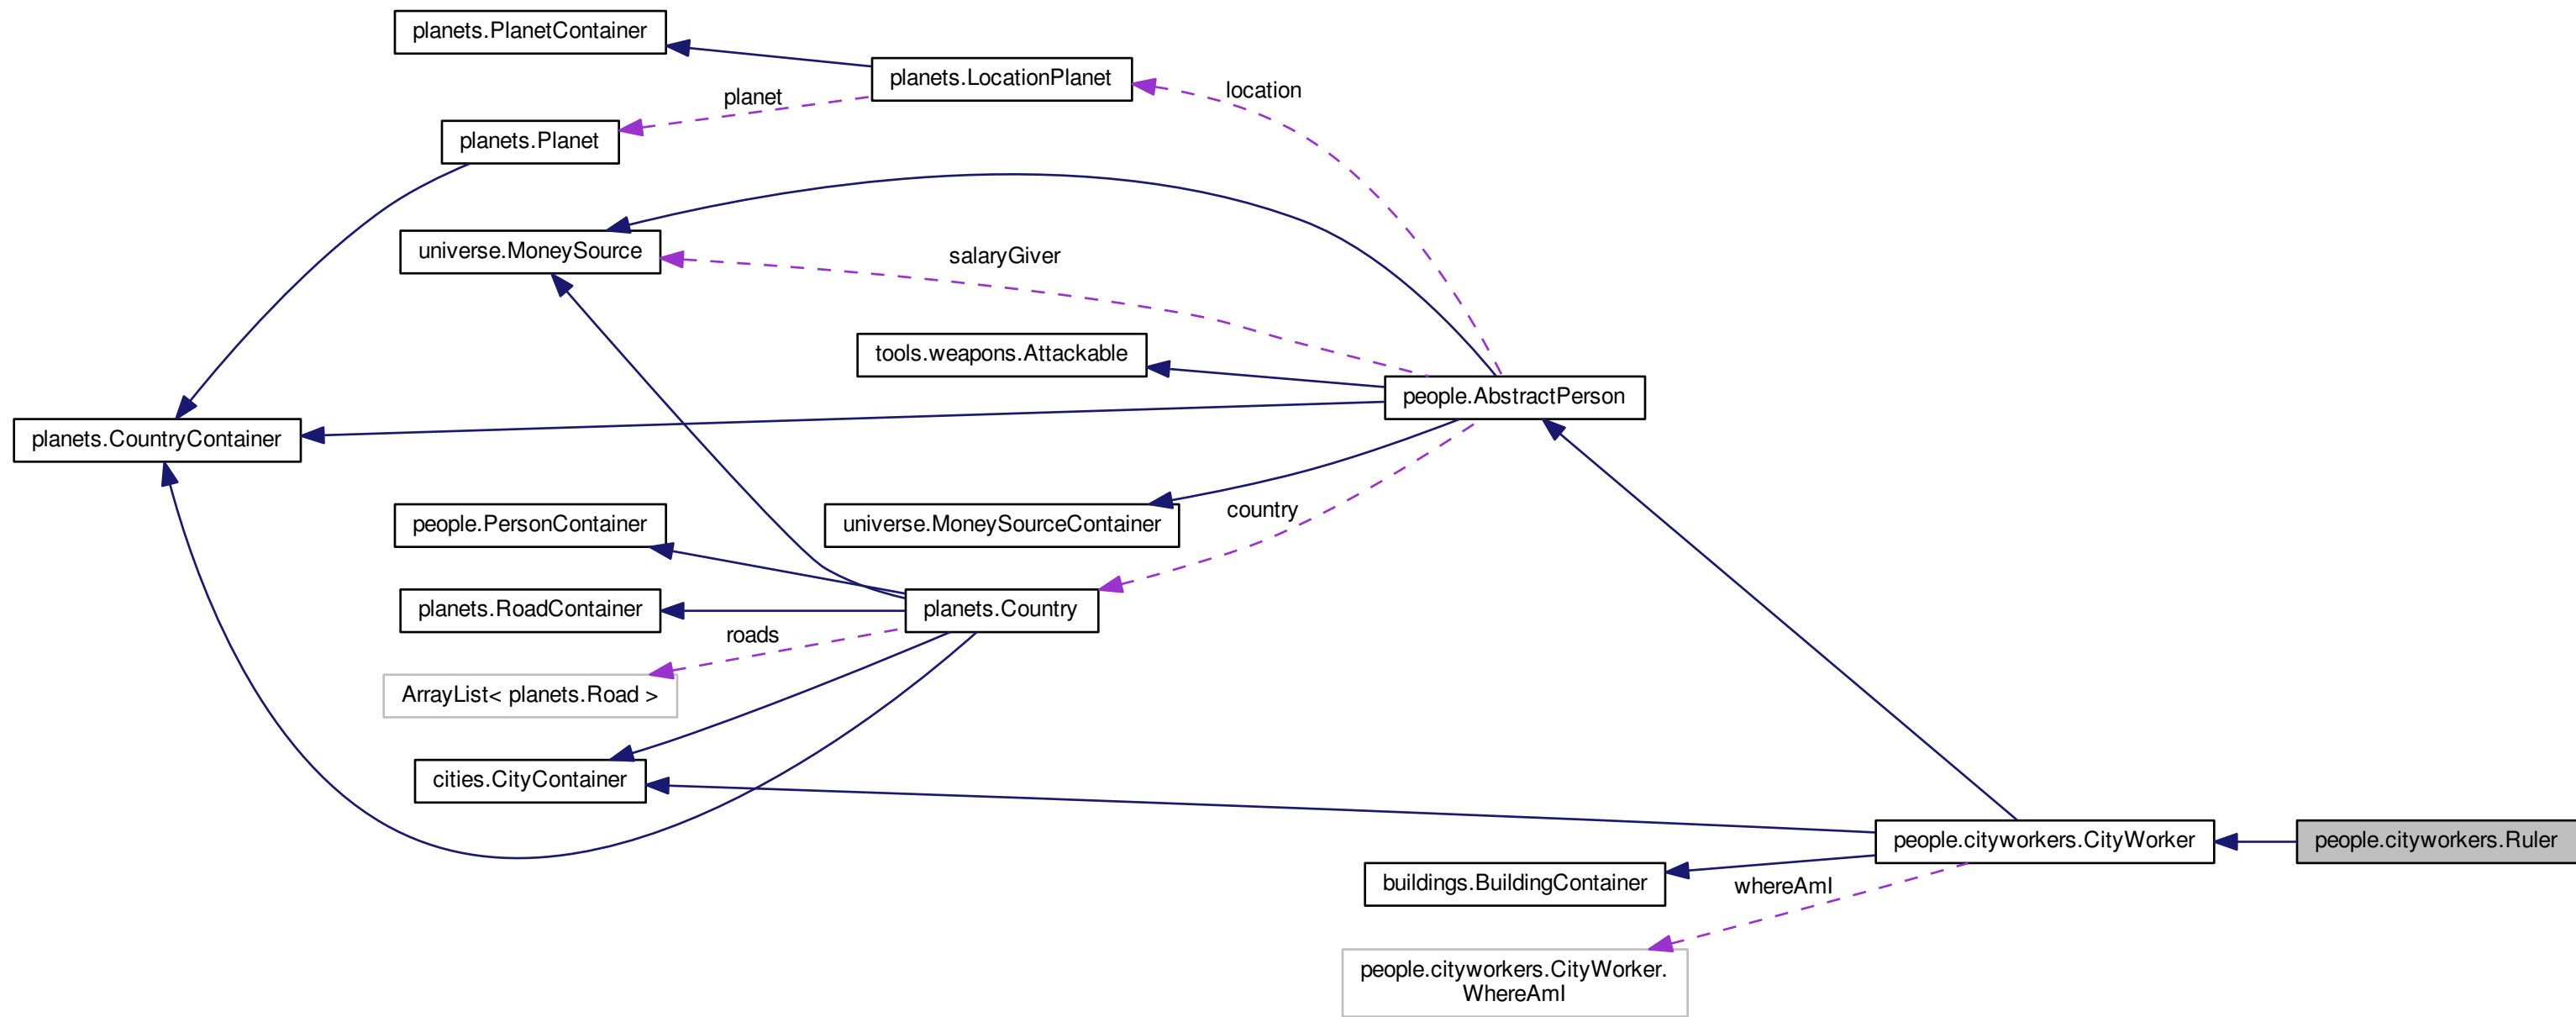 planets.PlanetContainer
planets.LocationPlanet
location
planet
planets.Planet
universe.MoneySource
salaryGiver
tools.weapons.Attackable
people.AbstractPerson
planets.CountryContainer
people.PersonContainer
universe.MoneySourceContainer
country
planets.RoadContainer
planets.Country
roads
ArrayList< planets.Road >
cities.CityContainer
people.cityworkers.CityWorker
people.cityworkers.Ruler
buildings.BuildingContainer
whereAmI
people.cityworkers.CityWorker.
WhereAmI